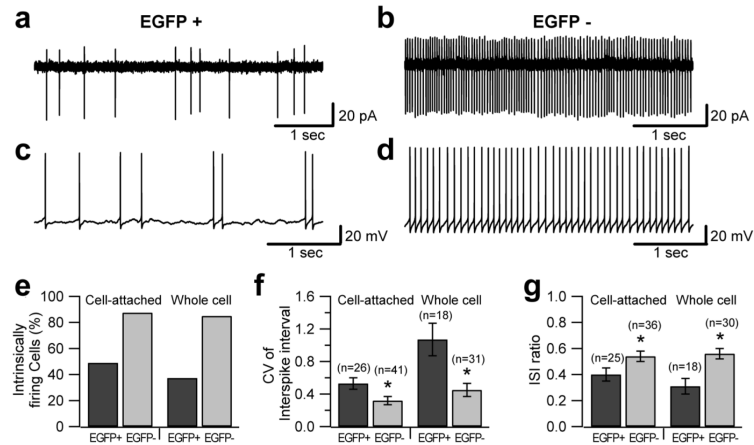 a EGFP + b EGFP -
20 pA 20 pA
1 sec 1 sec
c d
20 mV 20 mV
1 sec 1 sec
e f g
100 Cell-attached Whole cell
80
60
40
20
0
Intrinsically
firing Cells (%)
EGFP+ EGFP- EGFP+ EGFP-
1.6 Cell-attached Whole cell
1.2
0.8
0.4
0.0
CV of
Interspike interval
(n=26) (n=41) * (n=18) (n=31) *
EGFP+ EGFP- EGFP+ EGFP-
1.0 Cell-attached Whole cell
0.8
0.6
0.4
0.2
0.0
ISI ratio
(n=25) (n=36) * (n=18) (n=30) *
EGFP+ EGFP- EGFP+ EGFP-